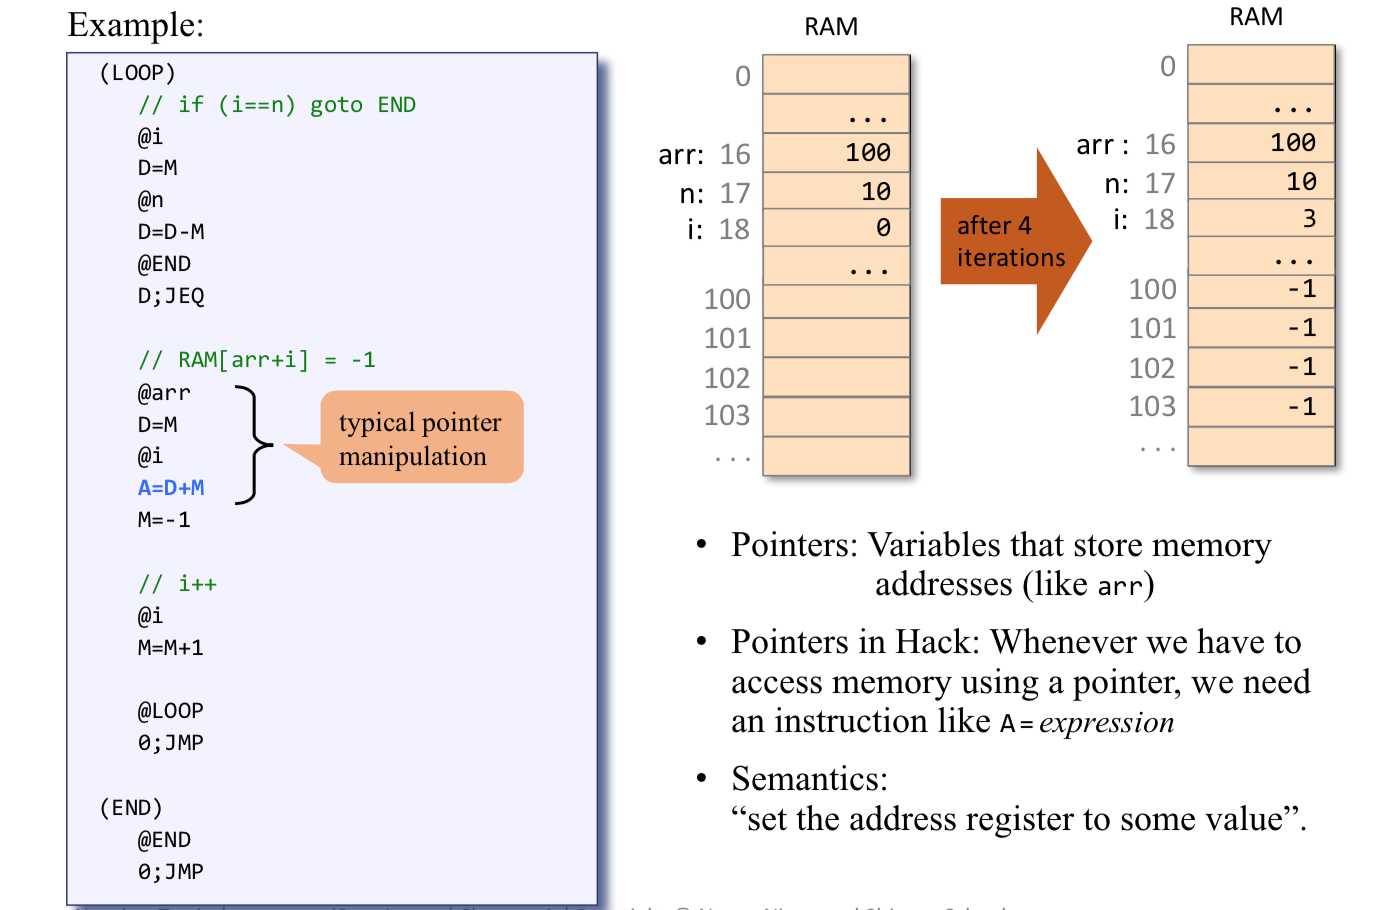 Example:
(LOOP)
// if (i==n) goto END
@i
D=M
@n
D=D-M
@END
D;JEQ
// RAM[arr+i] = -1
@arr
D=M
@i
A=D+M
M=-1
typical pointer
manipulation
// i++
@i
M=M+1
@LOOP
0;JMP
(END)
@END
0;JMP
RAM
0
...
arr: 16 100
n: 17 10
i: 18 0
...
100
101
102
103
...
after 4
iterations
RAM
0
...
arr : 16 100
n: 17 10
i: 18 3
...
100 -1
101 -1
102 -1
103 -1
...
• Pointers: Variables that store memory
addresses (like arr)
• Pointers in Hack: Whenever we have to
access memory using a pointer, we need
an instruction like A = expression
• Semantics:
“set the address register to some value”.